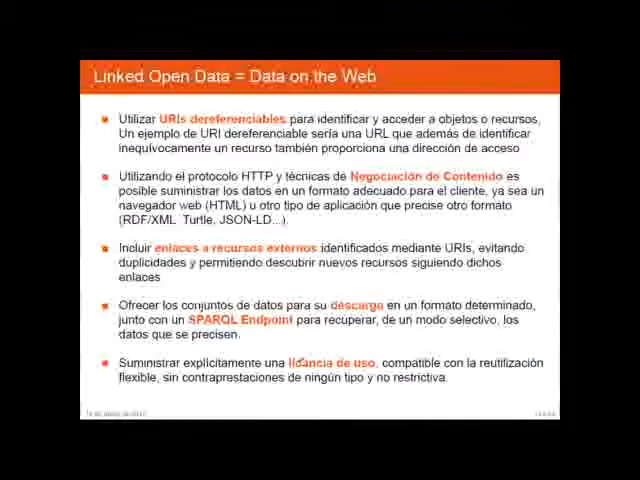 Linked Open Data = Data on the Web
Utilizar URIs dereferenciables para identificar y acceder a objetos o recursos,
Un ejemplo de URI dereferenciable sería una URL que además de identificar
inequívocamente un recurso también proporciona una dirección de acceso
Utilizando el protocolo HTTP y técnicas de Negociación de Contenido es
posible suministrar los datos en un formato adecuado para el cliente, ya sea un
navegador web (HTML) u otro tipo de aplicación que precise otro formato
(RDF/XML Turtle, JSON-LD...).
Incluir enlaces a recursos externos identificados mediante URIs, evitando
duplicidades y permitiendo descubrir nuevos recursos siguiendo dichos
enlaces
Ofrecer los conjuntos de datos para su descarga en un formato determinado,
junto con un SPARQL Endpoint para recuperar, de un modo selectivo, los
datos que se precisen.
Suministrar explícitamente una licencia de uso, compatible con la reutilización
flexible, sin contraprestaciones de ningún tipo y no restrictiva.